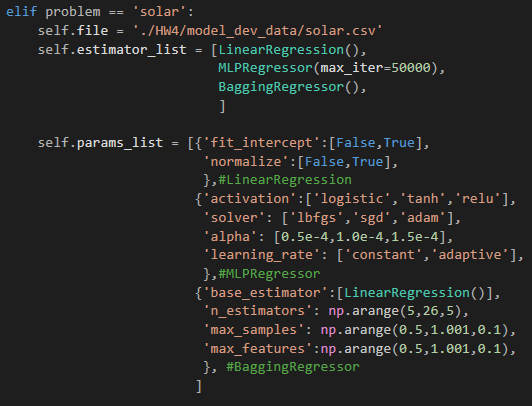 elif problem == 'solar':
    self.file = './HW4/model_dev_data/solar.csv'
    self.estimator_list = [LinearRegression(),
                           MLPRegressor(max_iter=50000),
                           BaggingRegressor(),
                           ]

    self.params_list = [{'fit_intercept':[False,True],
                         'normalize':[False,True],
                         },#LinearRegression
                        {'activation':['logistic','tanh','relu'],
                         'solver': ['lbfgs','sgd','adam'],
                         'alpha': [0.5e-4,1.0e-4,1.5e-4],
                         'learning_rate': ['constant','adaptive'],
                         },#MLPRegressor
                        {'base_estimator':[LinearRegression()],
                         'n_estimators': np.arange(5,26,5),
                         'max_samples': np.arange(0.5,1.001,0.1),
                         'max_features':np.arange(0.5,1.001,0.1),
                         }, #BaggingRegressor
                        ]